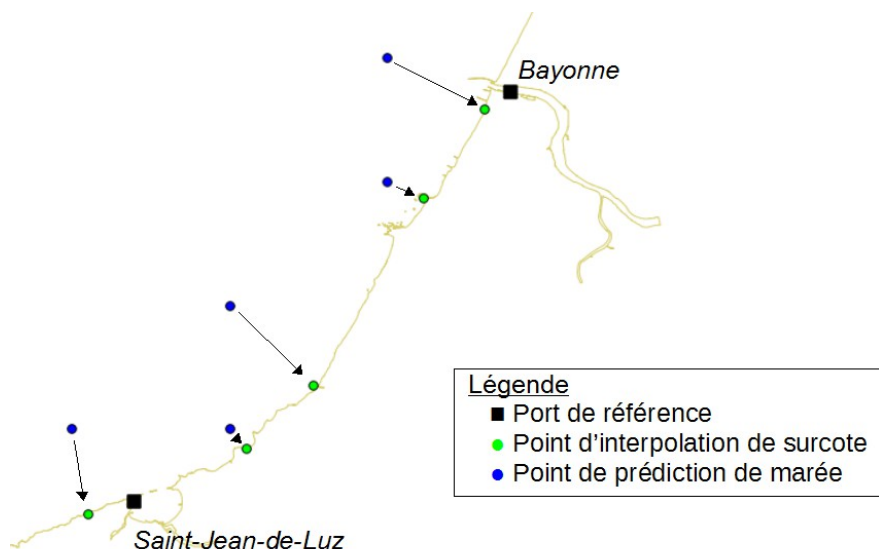 Bayonne
Légende
Port de référence
Point d'interpolation de surcote
Point de prédiction de marée
Saint-Jean-de-Luz